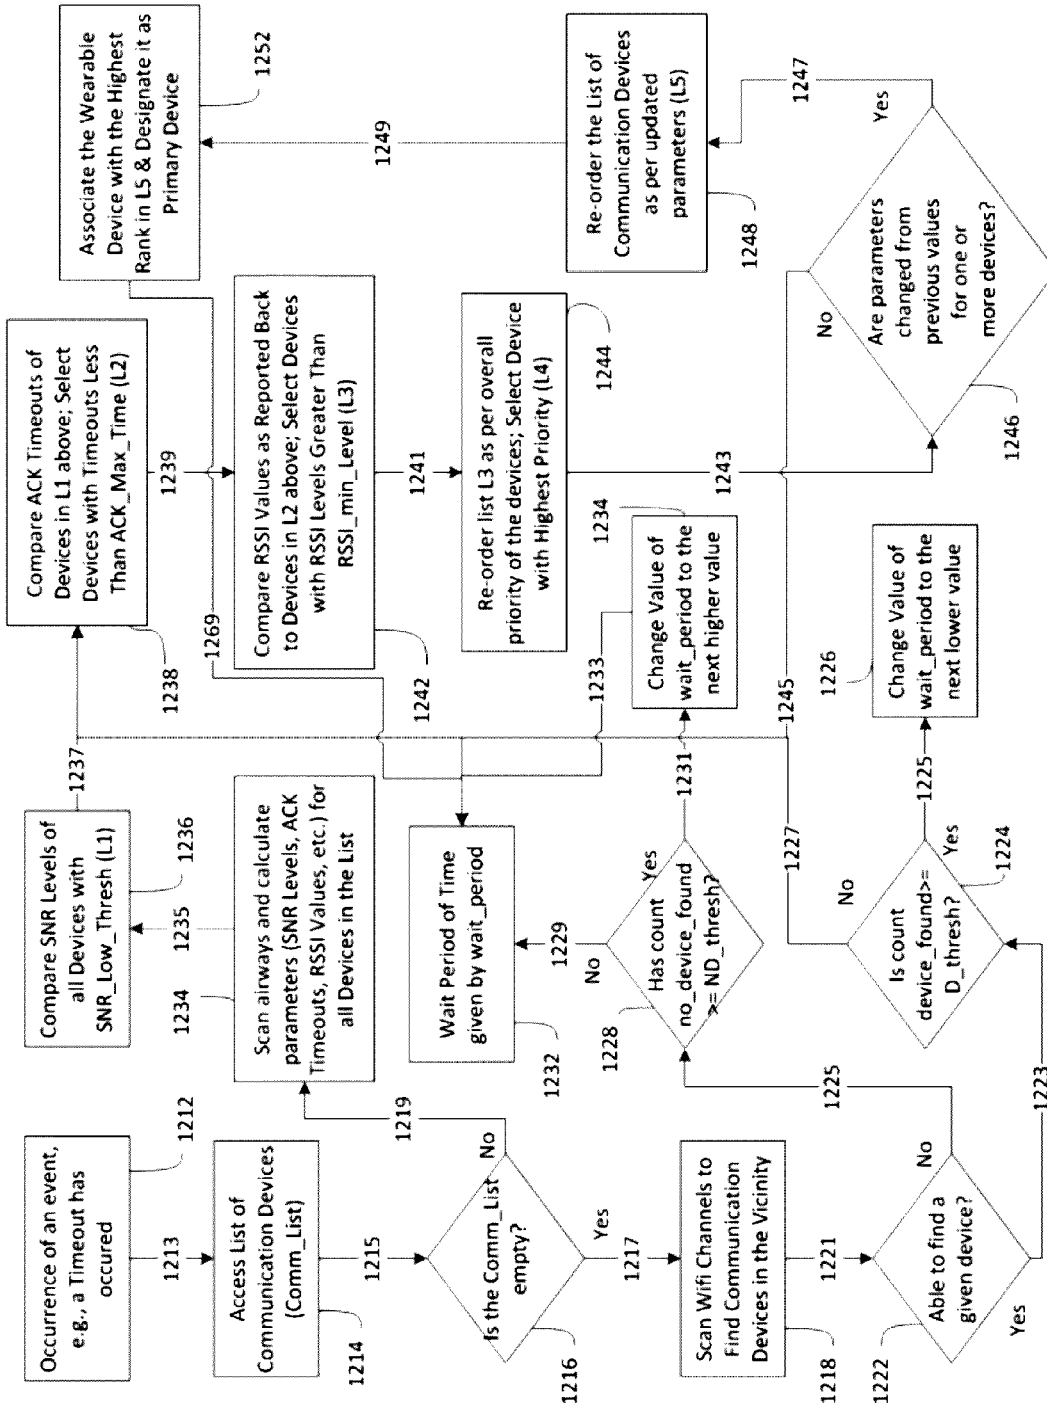 Occurrence of an event,
e.g., a Timeout has
occured
1212
1213
Access List of
Communication Devices
(Comm_List)
1214
1215
Is the Comm_List
empty?
1216
No
1219
Yes
1217
Scan Wifi Channels to
Find Communication
Devices in the Vicinity
1218
1221
Able to find a
given device?
1222
No
1225
Yes
1223
Compare SNR Levels of
all Devices with
SNR_Low_Thresh (L1)
1236
1237
1235
1234
Scan airways and calculate
parameters (SNR Levels, ACK
Timeouts, RSSI Values, etc.) for
all Devices in the List
Wait Period of Time
given by wait_period
1232
1229
No
Has count
no_device_found
>= ND_thresh?
1228
Yes
1231
Change Value of
wait_period to the
next higher value
1234
1233
Is count
device_found>=
D_thresh?
1224
No
1227
Yes
1225
Change Value of
wait_period to the
next lower value
1226
Compare ACK Timeouts of
Devices in L1 above; Select
Devices with Timeouts Less
Than ACK_Max_Time (L2)
1238
1239
1269
Compare RSSI Values as Reported Back
to Devices in L2 above; Select Devices
with RSSI Levels Greater Than
RSSI_min_Level (L3)
1242
1241
Re-order list L3 as per overall
priority of the devices; Select Device
with Highest Priority (L4)
1244
1243
Are parameters
changed from
previous values
for one or
more devices?
1246
No
1245
Yes
1247
Re-order the List of
Communication Devices
as per updated
parameters (L5)
1248
1249
Associate the Wearable
Device with the Highest
Rank in L5 & Designate it as
Primary Device
1252